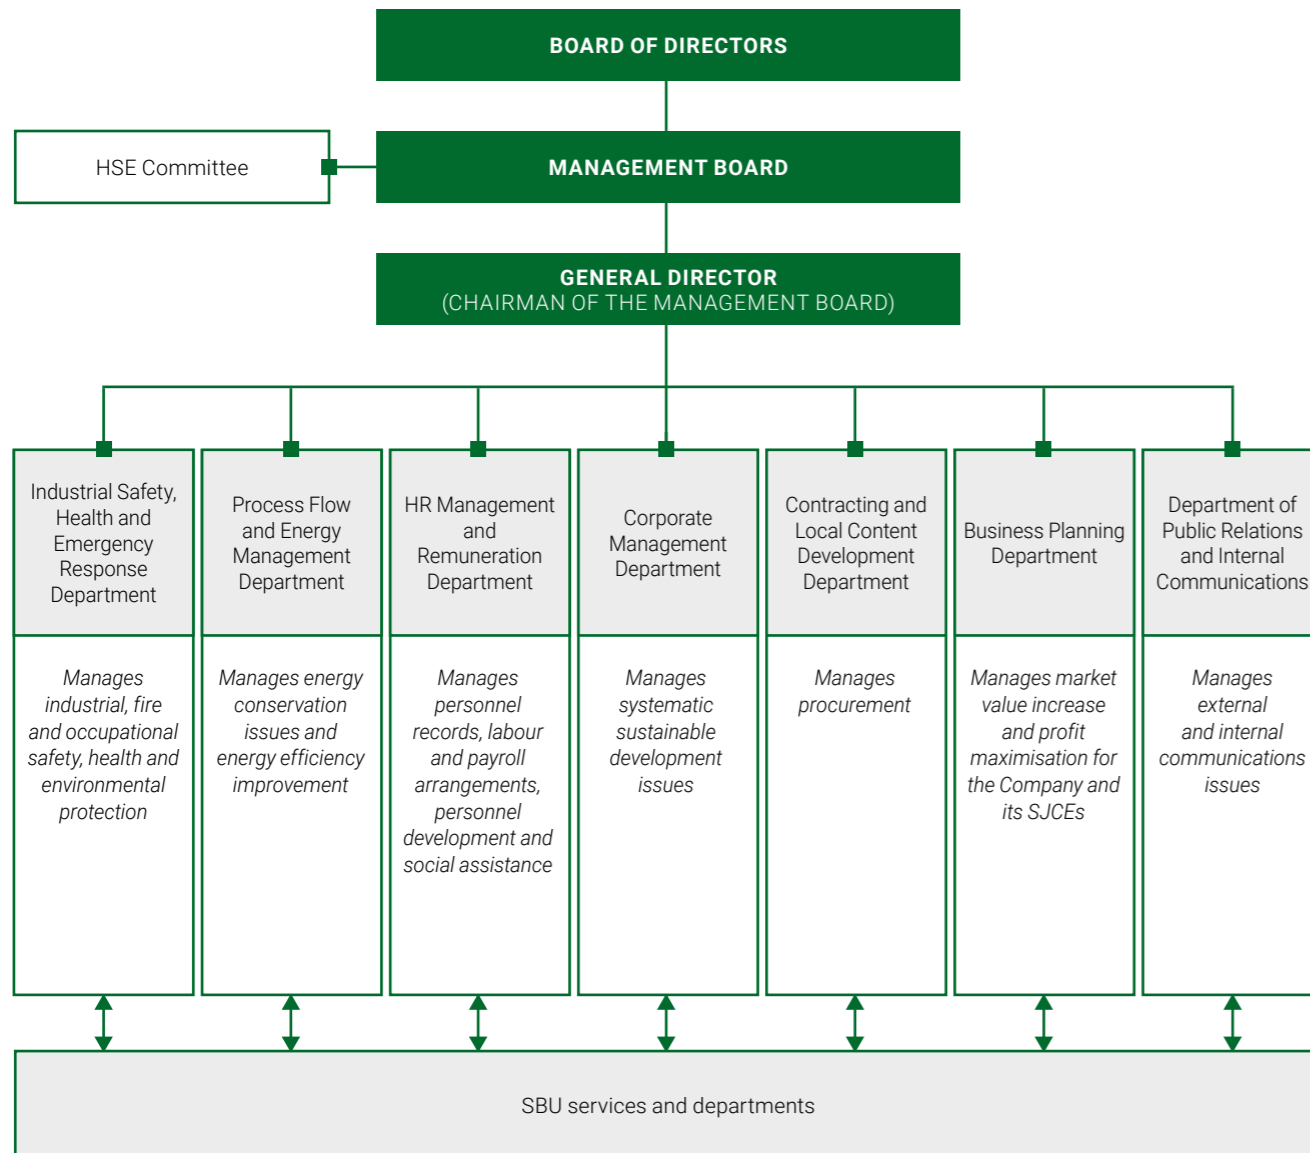 BOARD OF DIRECTORS
HSE Committee
MANAGEMENT BOARD
GENERAL DIRECTOR
(CHAIRMAN OF THE MANAGEMENT BOARD)
Industrial Safety,
Health and
Emergency
Response
Department
Process Flow
and Energy
Management
Department
HR Management
and
Remuneration
Department
Corporate
Management
Department
Contracting and
Local Content
Development
Department
Business Planning
Department
Department of
Public Relations
and Internal
Communications
Manages
industrial, fire
and occupational
safety, health and
environmental
protection
Manages energy
conservation
issues and
energy efficiency
improvement
Manages
personnel
records, labour
and payroll
arrangements,
personnel
development and
social assistance
Manages
systematic
sustainable
development
issues
Manages
procurement
Manages market
value increase
and profit
maximisation for
the Company and
its SJCEs
Manages
external
and internal
communications
issues
SBU services and departments